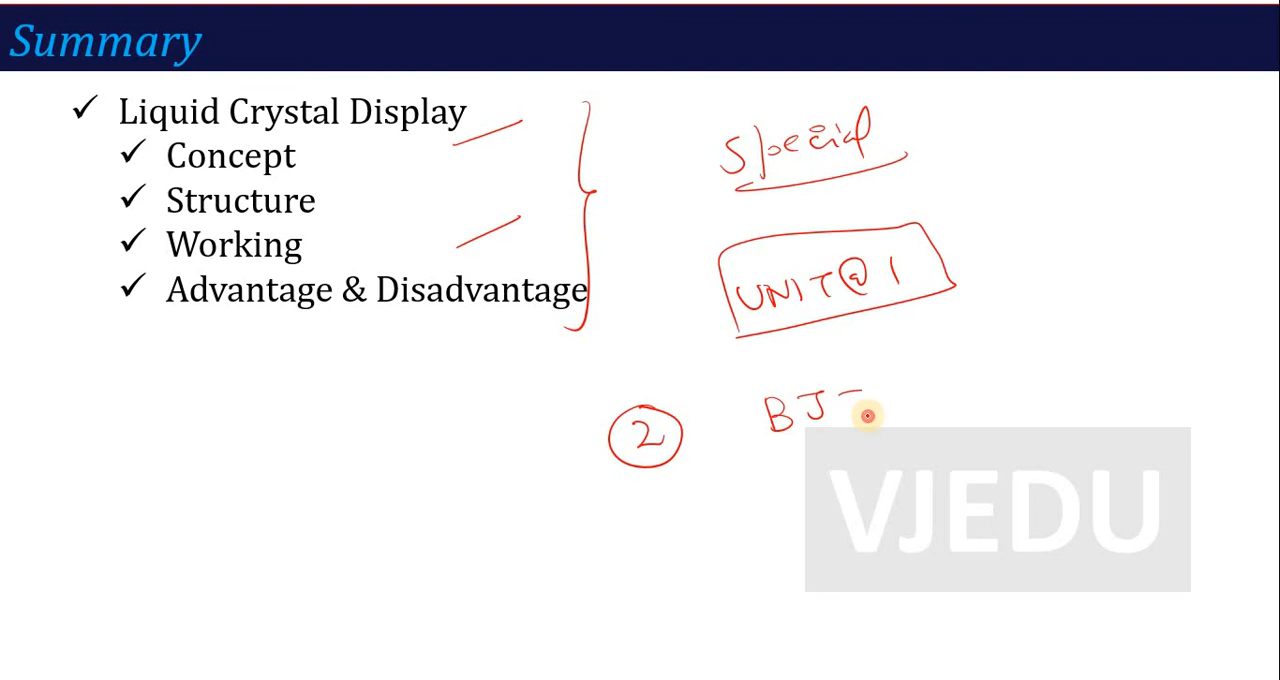 Summary
✓ Liquid Crystal Display
✓ Concept
✓ Structure
✓ Working
✓ Advantage & Disadvantage
Special
UNIT@1
2 BJT
VJEDU